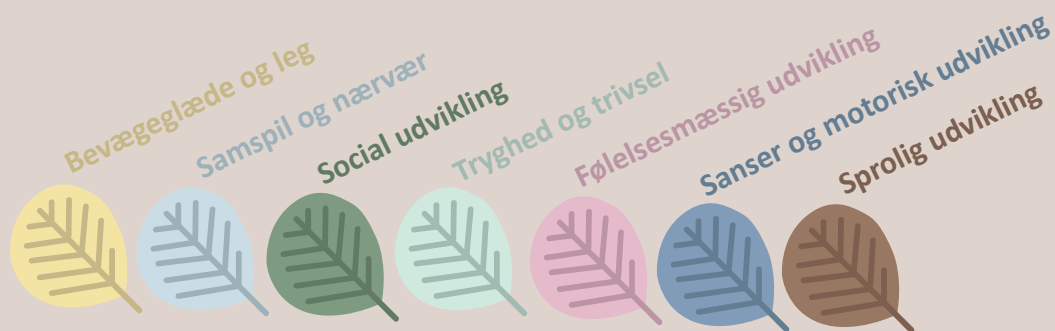 Bevægeglæde og leg
Samspil og nærvær
Social udvikling
Tryghed og trivsel
Følelsesmæssig udvikling
Sanser og motorisk udvikling
Sprolig udvikling